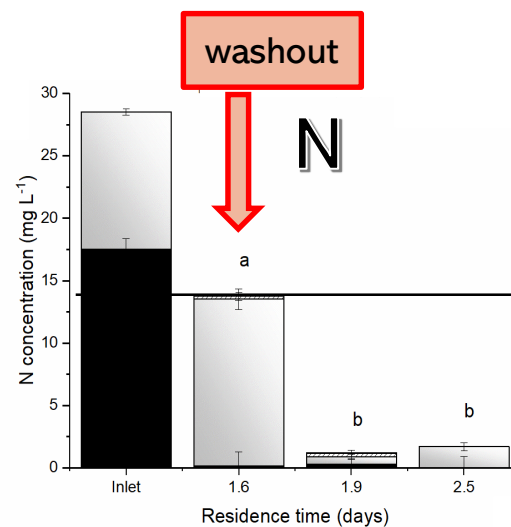 washout
N
30
25
20
15
10
5
0
N concentration (mg L⁻¹)
a
b
b
Inlet 1.6 1.9 2.5
Residence time (days)